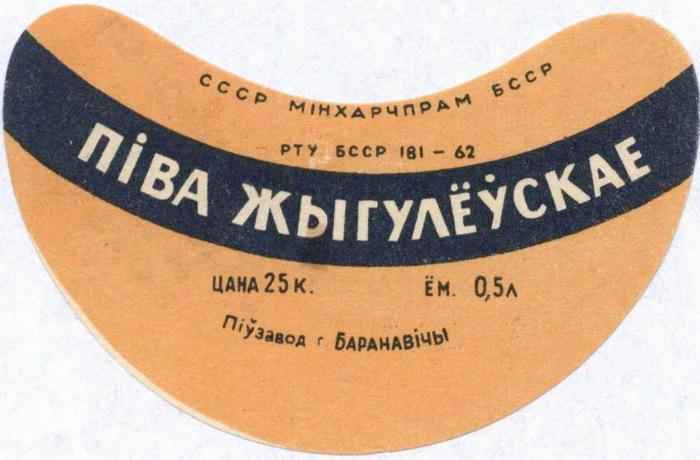 СССР МІНХАРЧПРАМ БССР
РТУ БССР 181 – 62
ПІВА ЖЫГУЛЁЎСКАЕ
ЦАНА 25 К. ЁМ. 0,5 Л
Піўзавод г. БАРАНАВІЧЫ